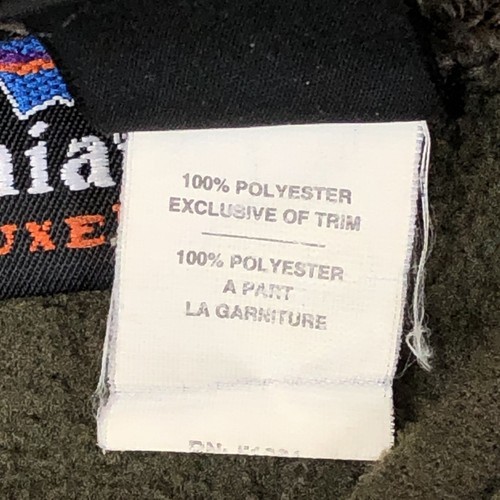 100% POLYESTER
EXCLUSIVE OF TRIM
100% POLYESTER
A PART
LA GARNITURE